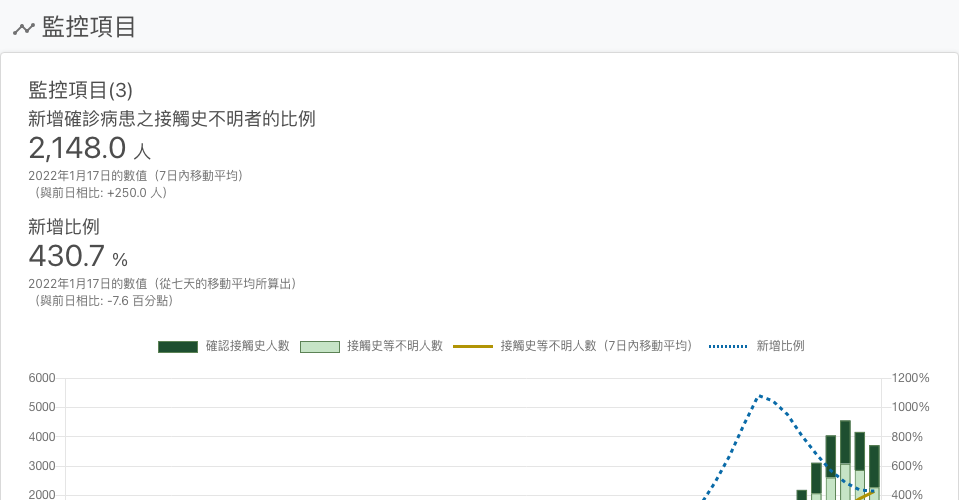 監控項目
監控項目(3)
新增確診病患之接觸史不明者的比例
2,148.0 人
2022年1月17日的數值（7日內移動平均）
（與前日相比: +250.0 人）
新增比例
430.7 %
2022年1月17日的數值（從七天的移動平均所算出）
（與前日相比: -7.6 百分點）
確認接觸史人數 接觸史等不明人數 接觸史等不明人數（7日內移動平均） 新增比例
6000 1200%
5000 1000%
4000 800%
3000 600%
2000 400%